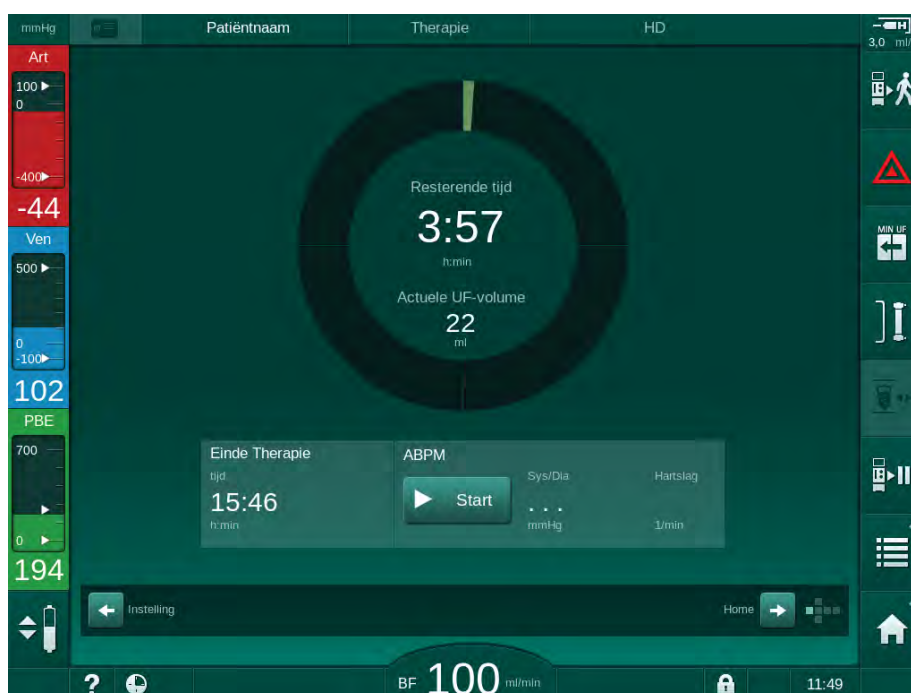 mmHg
Patiëntnaam
Therapie
HD
3,0 ml/
Art
100
0
-400
-44
Ven
500
0
-100
102
PBE
700
0
194
Resterende tijd
3:57
h:min
Actuele UF-volume
22
ml
Einde Therapie
tijd
15:46
h:min
ABPM
Start
Sys/Dia
. . .
mmHg
Hartslag
1/min
Instelling
Home
MIN UF
?
BF 100 ml/min
11:49